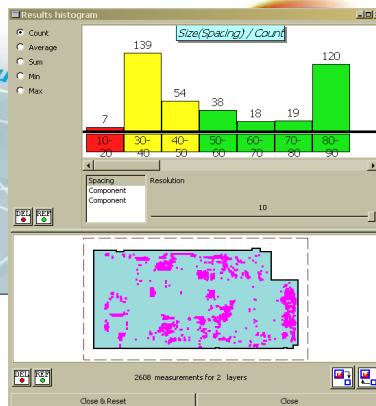 Results histogram
Count
Average
Sum
Min
Max
Size(Spacing) / Count
7
139
54
38
18
19
120
10-20
30-40
40-50
50-60
60-70
70-80
80-90
Spacing
Component
Component
Resolution
10
DEL
REF
DEL
REF
2608 measurements for 2 layers
Close & Reset
Close